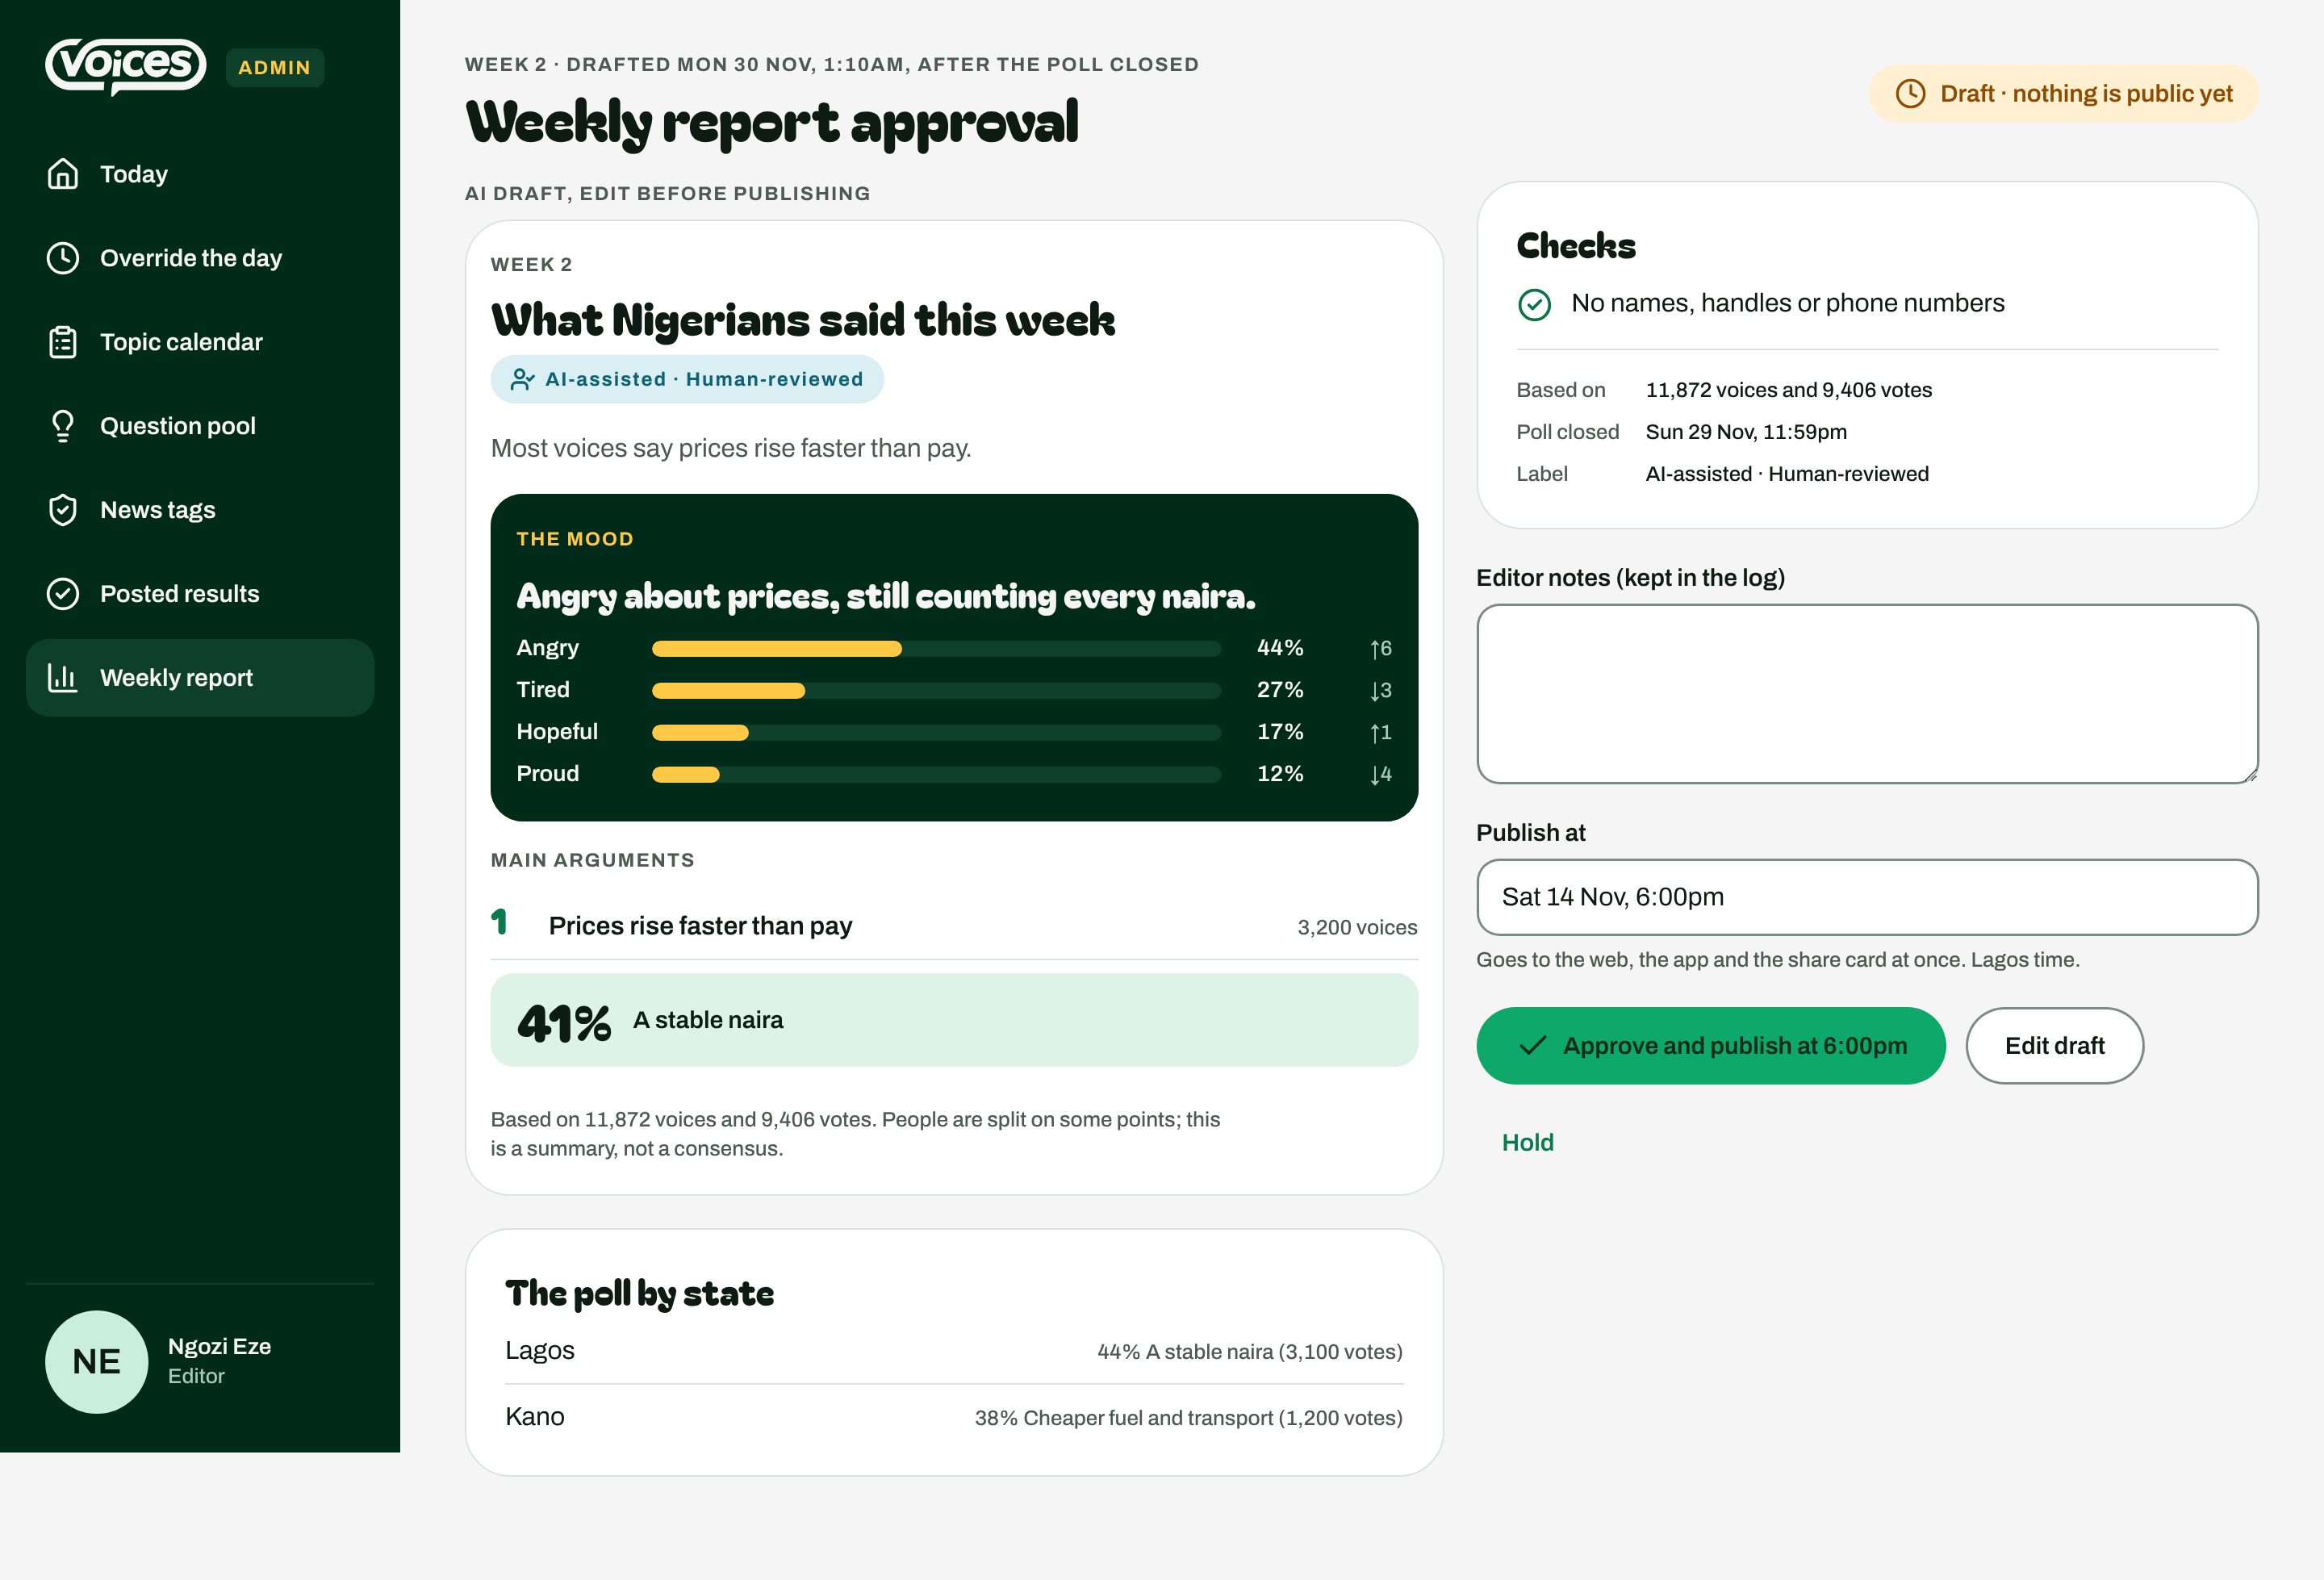 Voices
ADMIN
Today
Override the day
Topic calendar
Question pool
News tags
Posted results
Weekly report
NE
Ngozi Eze
Editor
WEEK 2 · DRAFTED MON 30 NOV, 1:10AM, AFTER THE POLL CLOSED
Weekly report approval
Draft · nothing is public yet
AI DRAFT, EDIT BEFORE PUBLISHING
WEEK 2
What Nigerians said this week
AI-assisted · Human-reviewed
Most voices say prices rise faster than pay.
THE MOOD
Angry about prices, still counting every naira.
Angry 44% ↑6
Tired 27% ↓3
Hopeful 17% ↑1
Proud 12% ↓4
MAIN ARGUMENTS
1 Prices rise faster than pay 3,200 voices
41% A stable naira
Based on 11,872 voices and 9,406 votes. People are split on some points; this
is a summary, not a consensus.
The poll by state
Lagos 44% A stable naira (3,100 votes)
Kano 38% Cheaper fuel and transport (1,200 votes)
Checks
No names, handles or phone numbers
Based on 11,872 voices and 9,406 votes
Poll closed Sun 29 Nov, 11:59pm
Label AI-assisted · Human-reviewed
Editor notes (kept in the log)
Publish at
Sat 14 Nov, 6:00pm
Goes to the web, the app and the share card at once. Lagos time.
Approve and publish at 6:00pm
Edit draft
Hold